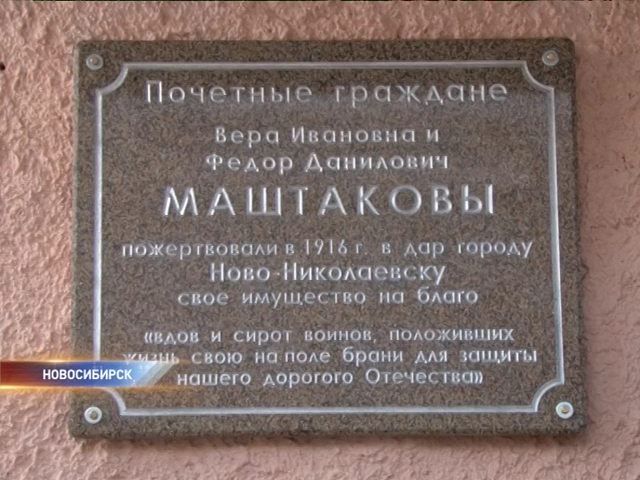 Почетные граждане
Вера Ивановна и
Федор Данилович
МАШТАКОВЫ
пожертвовали в 1916 г. в дар городу
Ново-Николаевску
свое имущество на благо
«вдов и сирот воинов, положивших
жизнь свою на поле брани для защиты
нашего дорогого Отечества»
НОВОСИБИРСК